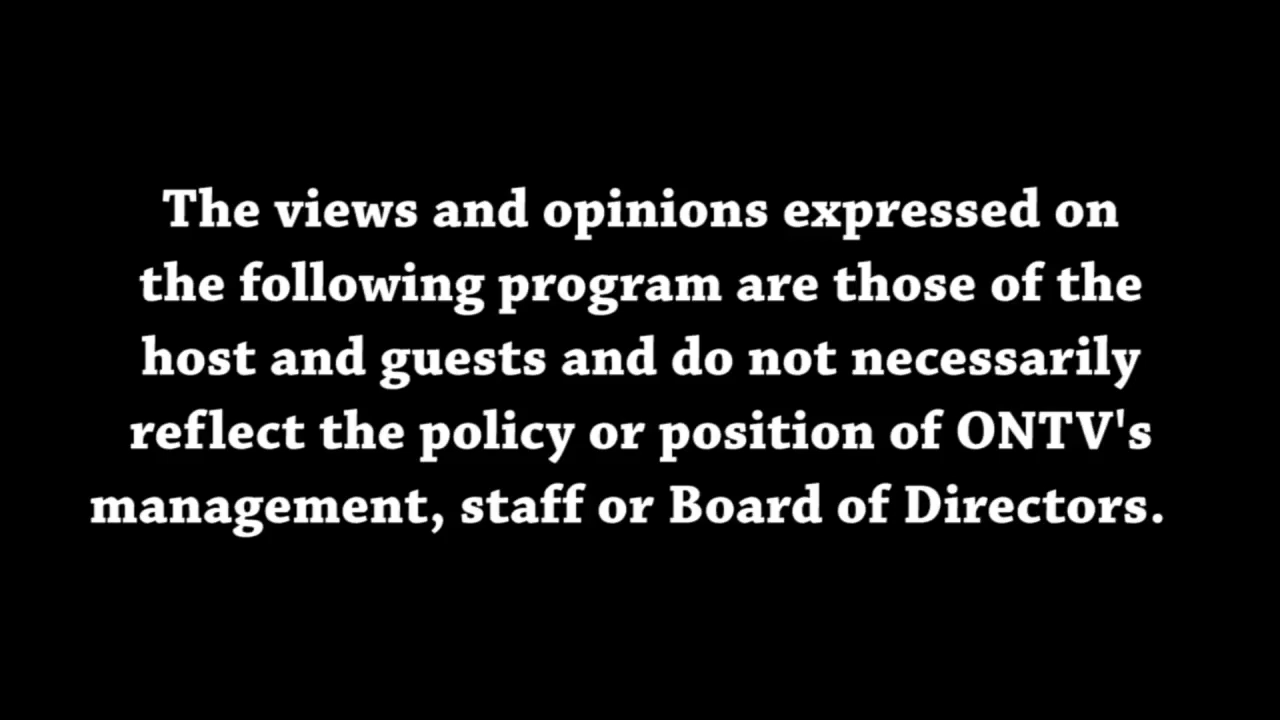 The views and opinions expressed on
the following program are those of the
host and guests and do not necessarily
reflect the policy or position of ONTV's
management, staff or Board of Directors.